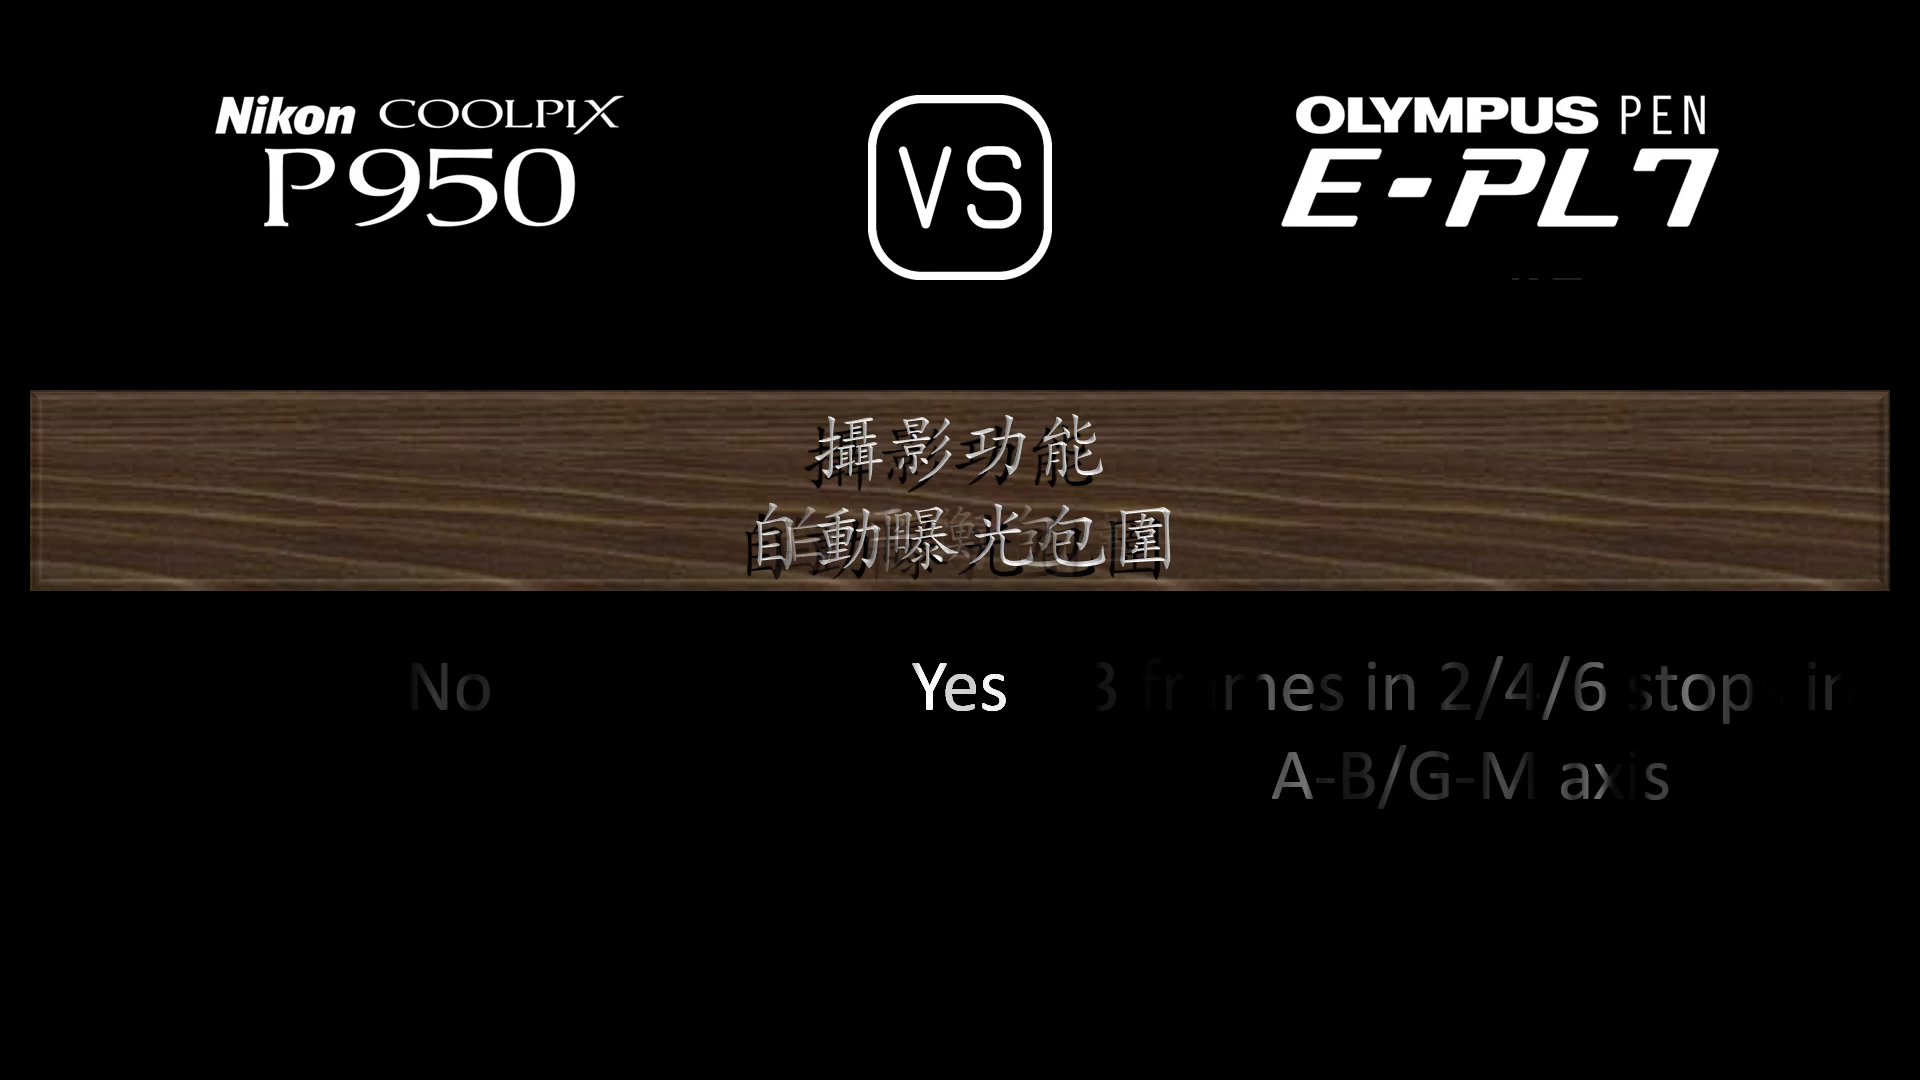 Nikon COOLPIX
P950
VS
OLYMPUS PEN
E-PL7
攝影功能
自動曝光包圍
No
Yes
3 frames in 2/4/6 stops in
A-B/G-M axis